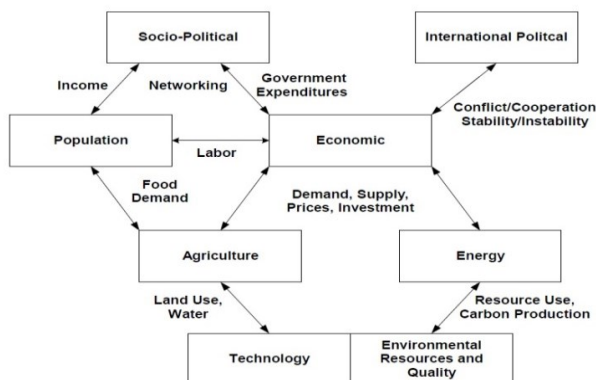 Socio-Political
International Politcal
Income
Networking
Government
Expenditures
Conflict/Cooperation
Stability/Instability
Population
Labor
Economic
Food
Demand
Demand, Supply,
Prices, Investment
Agriculture
Energy
Land Use,
Water
Resource Use,
Carbon Production
Technology
Environmental
Resources and
Quality